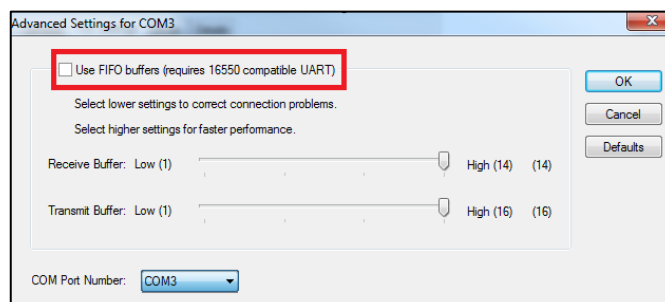 Advanced Settings for COM3
Use FIFO buffers (requires 16550 compatible UART)
OK
Select lower settings to correct connection problems.
Cancel
Select higher settings for faster performance.
Defaults
Receive Buffer: Low (1) High (14) (14)
Transmit Buffer: Low (1) High (16) (16)
COM Port Number: COM3